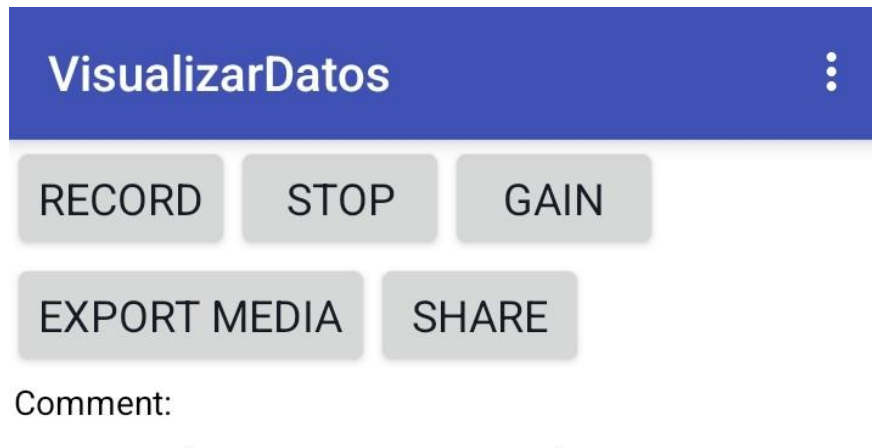 VisualizarDatos
RECORD STOP GAIN
EXPORT MEDIA SHARE
Comment: